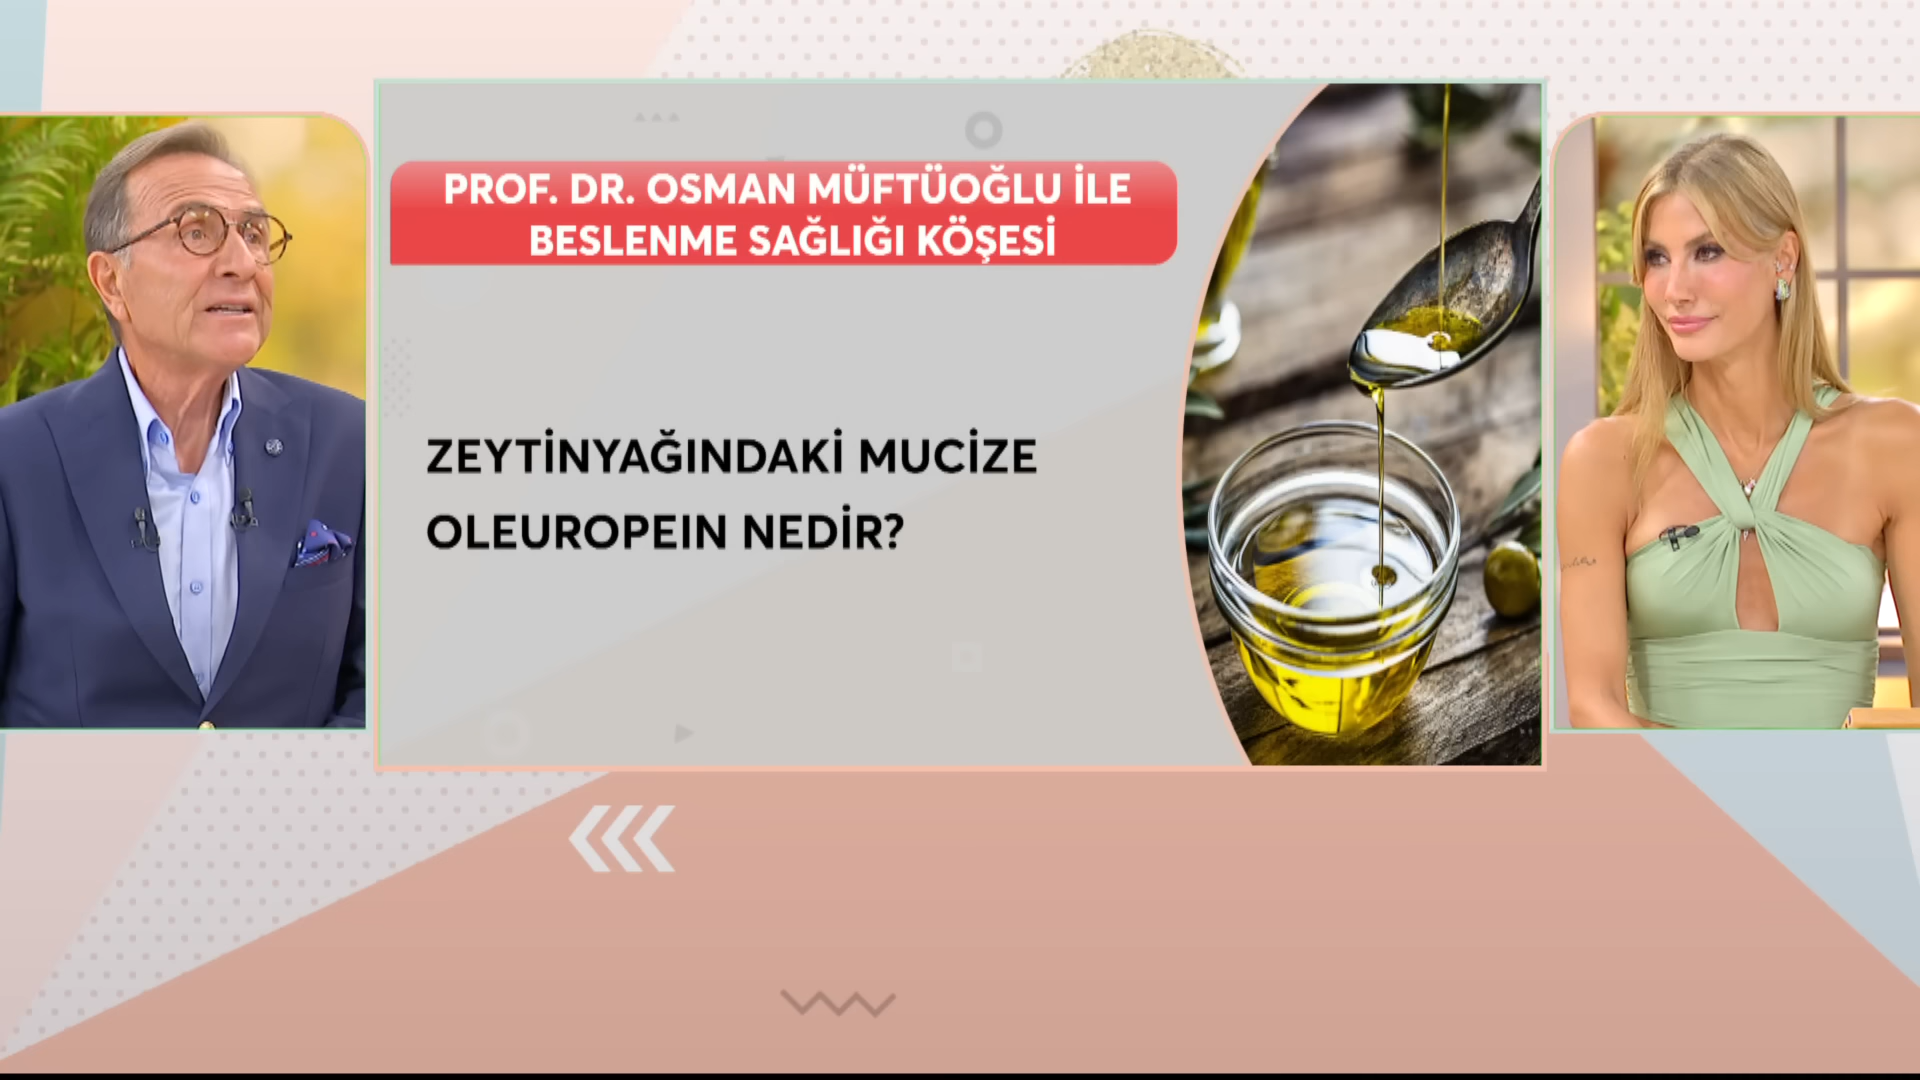 PROF. DR. OSMAN MÜFTÜOĞLU İLE
BESLENME SAĞLIĞI KÖŞESİ
ZEYTİNYAĞINDAKİ MUCİZE
OLEUROPEIN NEDİR?